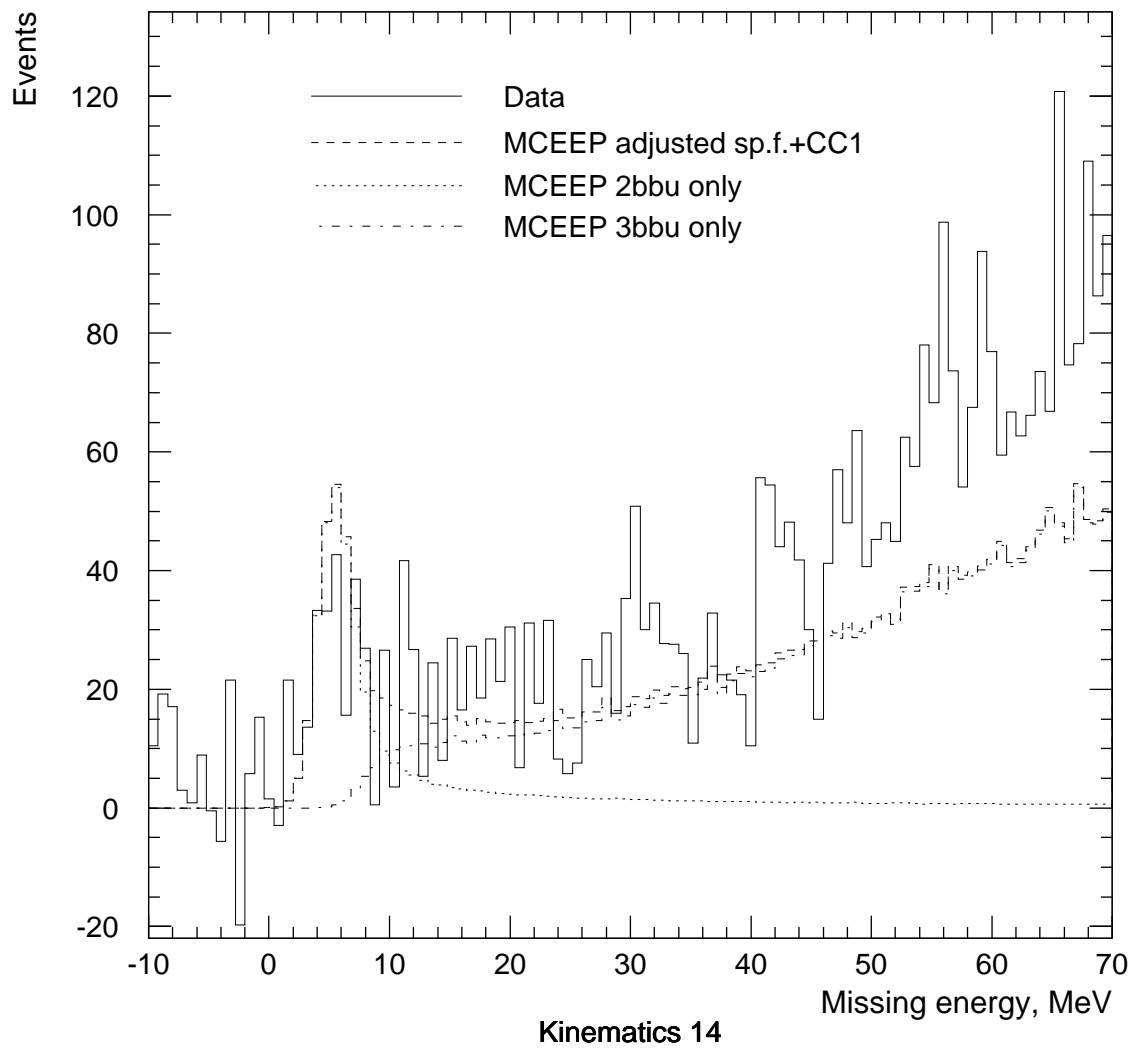 Events
120
100
80
60
40
20
0
-20
Data
MCEEP adjusted sp.f.+CC1
MCEEP 2bbu only
MCEEP 3bbu only
-10 0 10 20 30 40 50 60 70
Missing energy, MeV
Kinematics 14